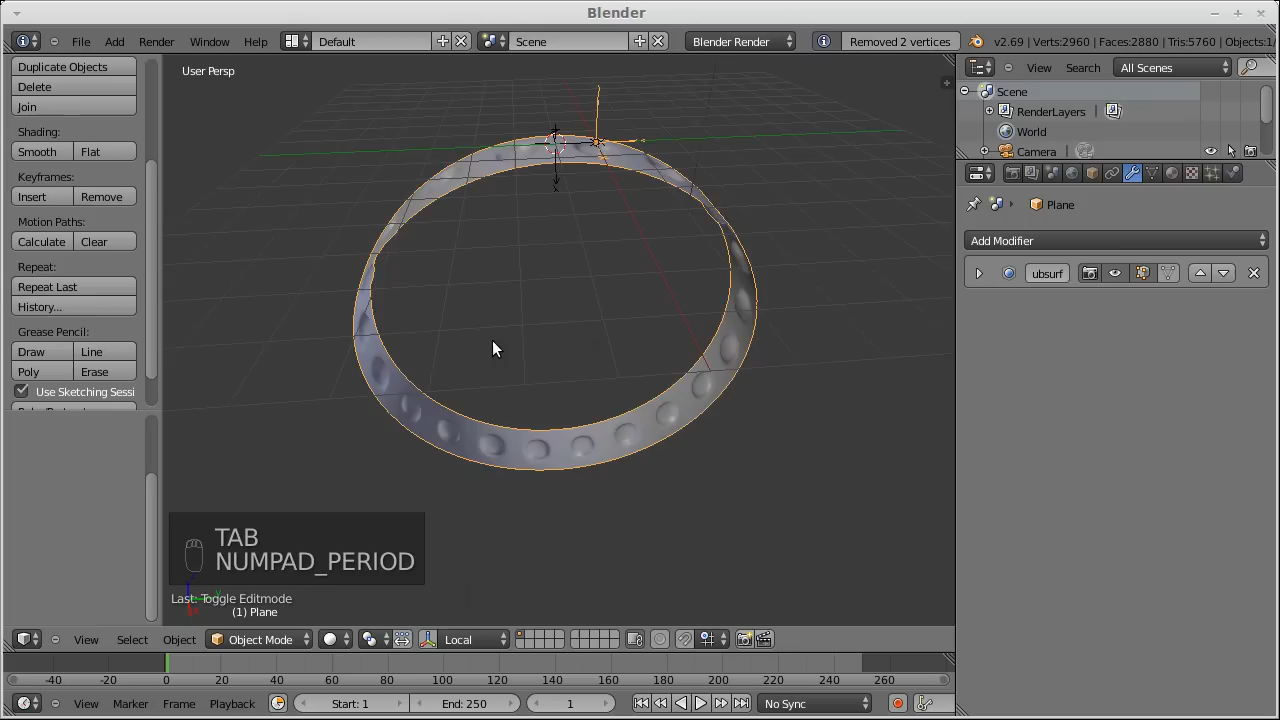 Blender
File Add Render Window Help Default Scene Blender Render Removed 2 vertices v2.69 | Verts:2960 | Faces:2880 | Tris:5760 | Objects:1/
Duplicate Objects
Delete
Join
Shading:
Smooth Flat
Keyframes:
Insert Remove
Motion Paths:
Calculate Clear
Repeat:
Repeat Last
History...
Grease Pencil:
Draw Line
Poly Erase
Use Sketching Sessi
User Persp
TAB
NUMPAD_PERIOD
Last: Toggle Editmode
(1) Plane
View Search All Scenes
Scene
RenderLayers
World
Camera
Plane
Add Modifier
ubsurf
View Select Object Object Mode Local
-40 -20 0 20 40 60 80 100 120 140 160 180 200 220 240 260
View Marker Frame Playback Start: 1 End: 250 1 No Sync